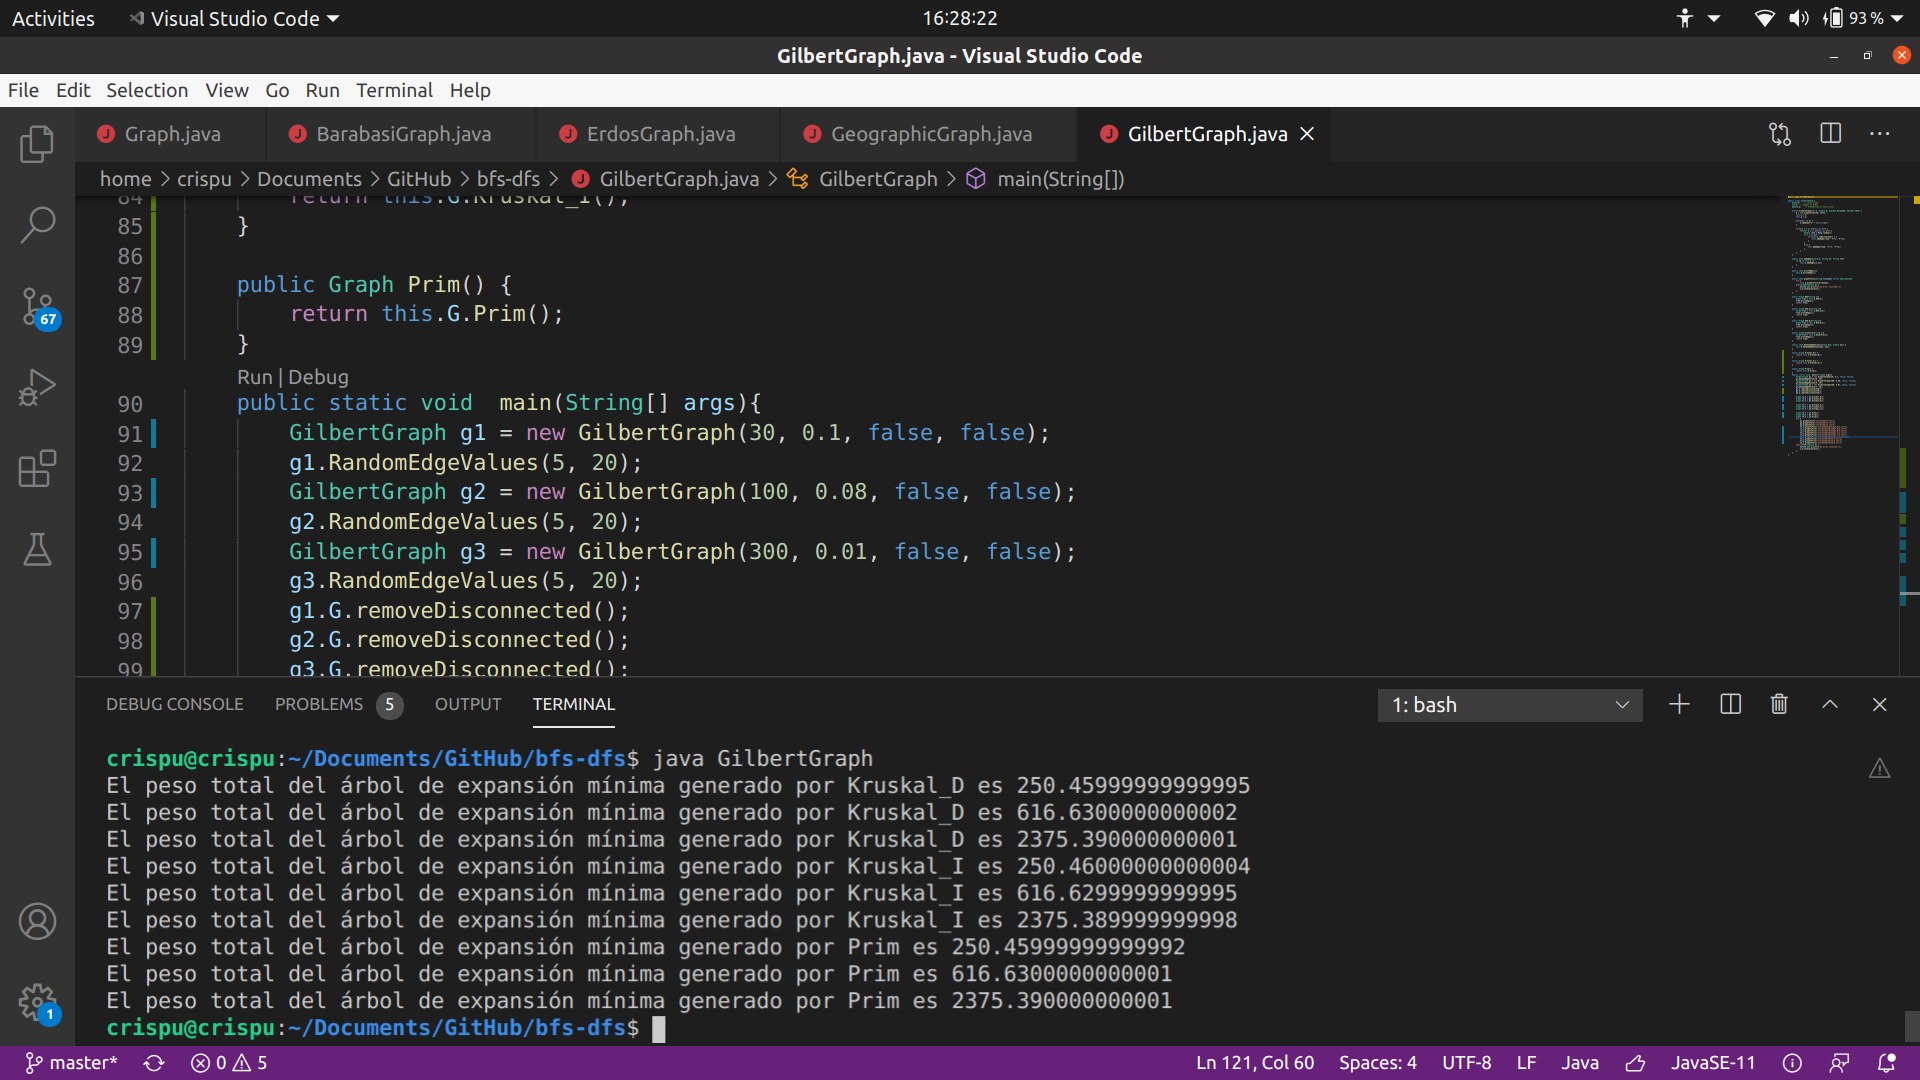 Activities
Visual Studio Code
16:28:22
93 %
GilbertGraph.java - Visual Studio Code
File Edit Selection View Go Run Terminal Help
Graph.java
BarabasiGraph.java
ErdosGraph.java
GeographicGraph.java
GilbertGraph.java
home > crispu > Documents > GitHub > bfs-dfs > GilbertGraph.java > GilbertGraph > main(String[])
84 return this.G.Kruskal_I();
85 }
86
87 public Graph Prim() {
88 return this.G.Prim();
89 }
Run | Debug
90 public static void  main(String[] args){
91 GilbertGraph g1 = new GilbertGraph(30, 0.1, false, false);
92 g1.RandomEdgeValues(5, 20);
93 GilbertGraph g2 = new GilbertGraph(100, 0.08, false, false);
94 g2.RandomEdgeValues(5, 20);
95 GilbertGraph g3 = new GilbertGraph(300, 0.01, false, false);
96 g3.RandomEdgeValues(5, 20);
97 g1.G.removeDisconnected();
98 g2.G.removeDisconnected();
99 g3.G.removeDisconnected();
67
1
DEBUG CONSOLE PROBLEMS 5 OUTPUT TERMINAL
1: bash
crispu@crispu:~/Documents/GitHub/bfs-dfs$ java GilbertGraph
El peso total del árbol de expansión mínima generado por Kruskal_D es 250.45999999999995
El peso total del árbol de expansión mínima generado por Kruskal_D es 616.6300000000002
El peso total del árbol de expansión mínima generado por Kruskal_D es 2375.390000000001
El peso total del árbol de expansión mínima generado por Kruskal_I es 250.46000000000004
El peso total del árbol de expansión mínima generado por Kruskal_I es 616.6299999999995
El peso total del árbol de expansión mínima generado por Kruskal_I es 2375.389999999998
El peso total del árbol de expansión mínima generado por Prim es 250.45999999999992
El peso total del árbol de expansión mínima generado por Prim es 616.6300000000001
El peso total del árbol de expansión mínima generado por Prim es 2375.390000000001
crispu@crispu:~/Documents/GitHub/bfs-dfs$
master* 0 5 Ln 121, Col 60 Spaces: 4 UTF-8 LF Java JavaSE-11